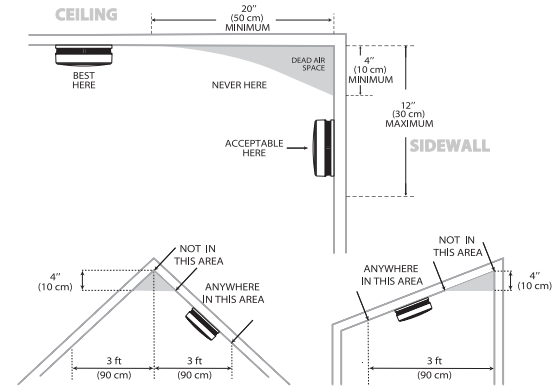 CEILING
20"
(50 cm)
MINIMUM
BEST
HERE
NEVER HERE
DEAD AIR
SPACE
4"
(10 cm)
MINIMUM
12"
(30 cm)
MAXIMUM
ACCEPTABLE
HERE
SIDEWALL
NOT IN
THIS AREA
4"
(10 cm)
ANYWHERE
IN THIS AREA
3 ft
(90 cm)
3 ft
(90 cm)
NOT IN
THIS AREA
ANYWHERE
IN THIS AREA
4"
(10 cm)
3 ft
(90 cm)